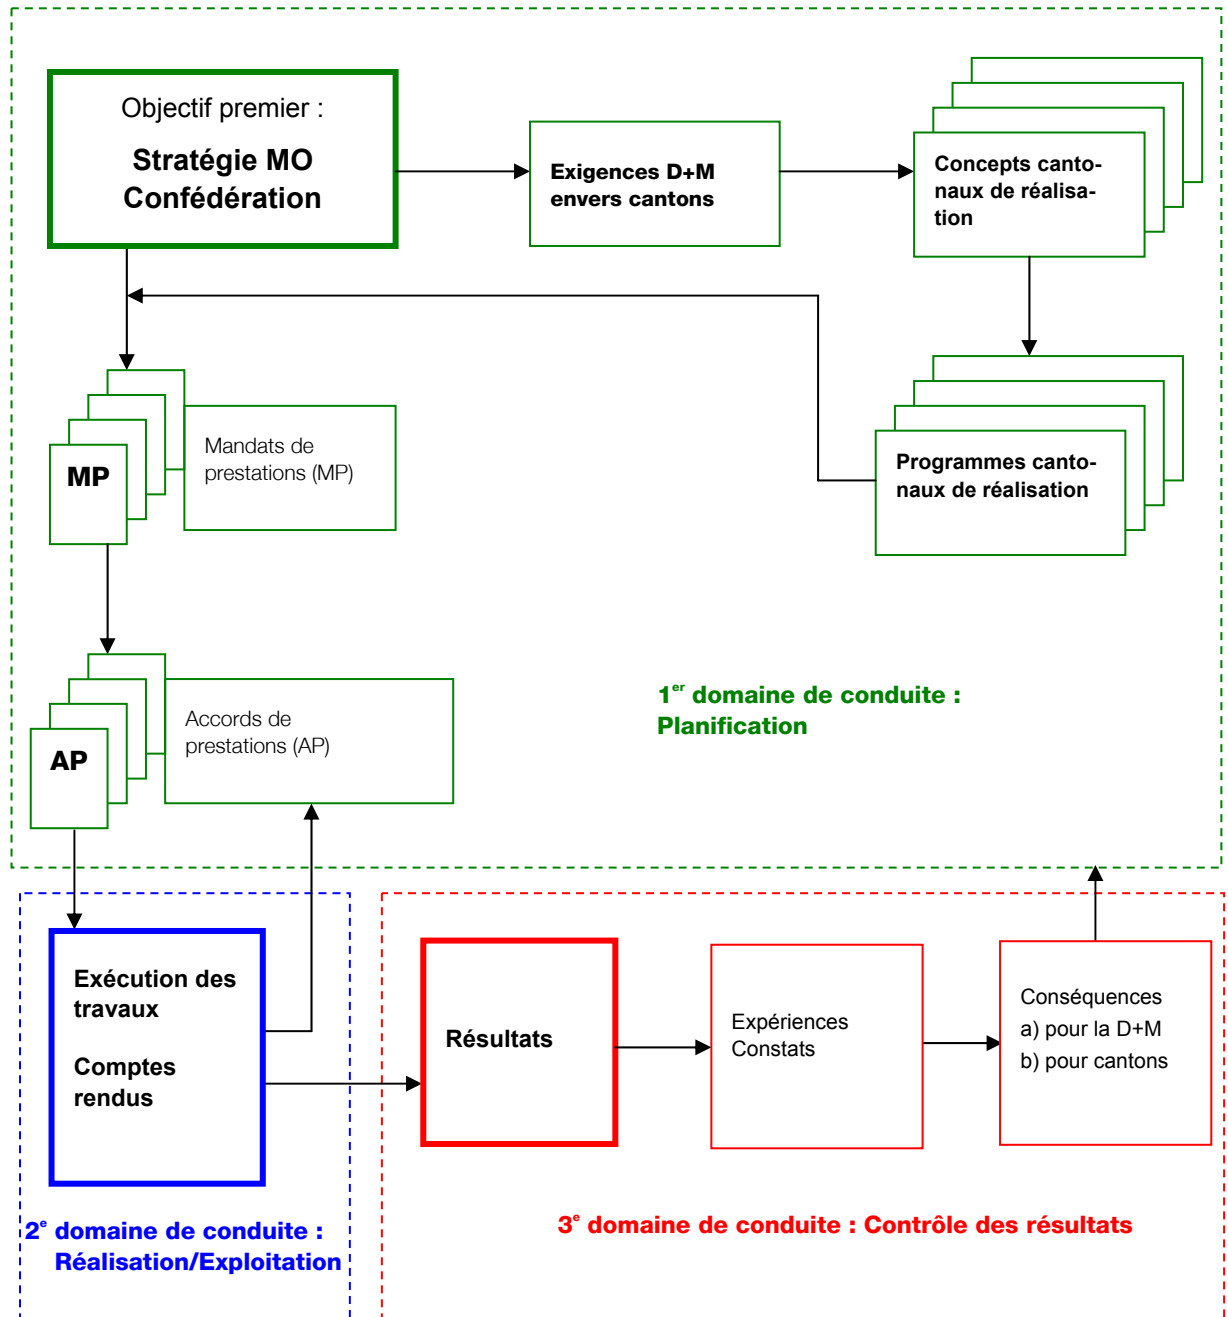 Objectif premier :
Stratégie MO
Confédération
Exigences D+M
envers cantons
Concepts canto-
naux de réalisa-
tion
Programmes canto-
naux de réalisation
MP
Mandats de
prestations (MP)
AP
Accords de
prestations (AP)
1er domaine de conduite :
Planification
Exécution des
travaux
Comptes
rendus
2e domaine de conduite :
Réalisation/Exploitation
Résultats
Expériences
Constats
Conséquences
a) pour la D+M
b) pour cantons
3e domaine de conduite : Contrôle des résultats